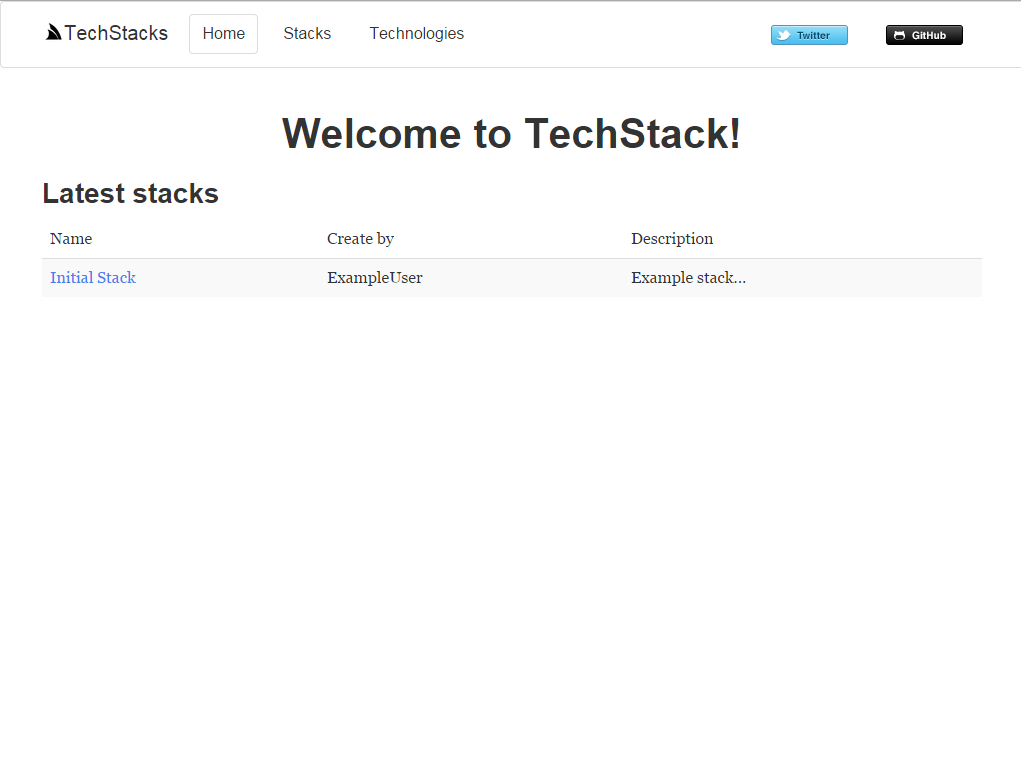 TechStacks Home Stacks Technologies Twitter GitHub
Welcome to TechStack!
Latest stacks
Name Create by Description
Initial Stack ExampleUser Example stack...